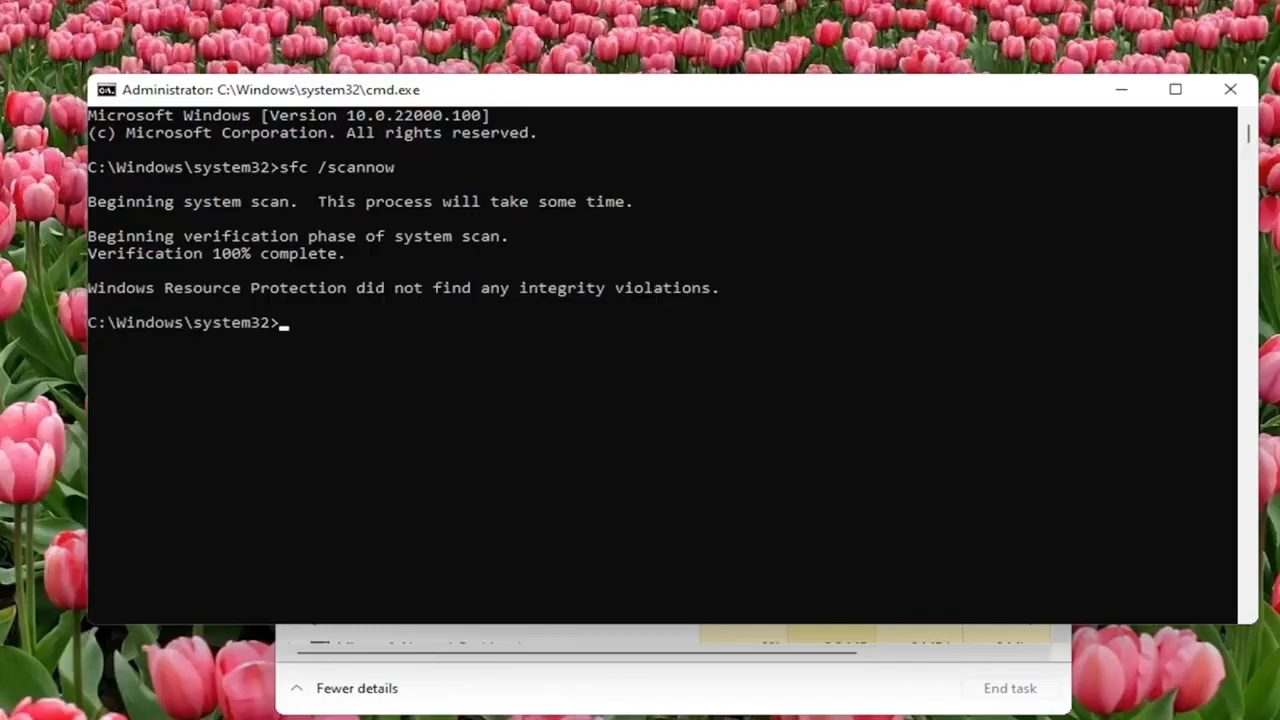 Administrator: C:\Windows\system32\cmd.exe
Microsoft Windows [Version 10.0.22000.100]
(c) Microsoft Corporation. All rights reserved.
C:\Windows\system32>sfc /scannow
Beginning system scan.  This process will take some time.
Beginning verification phase of system scan.
Verification 100% complete.
Windows Resource Protection did not find any integrity violations.
C:\Windows\system32>
Fewer details
End task